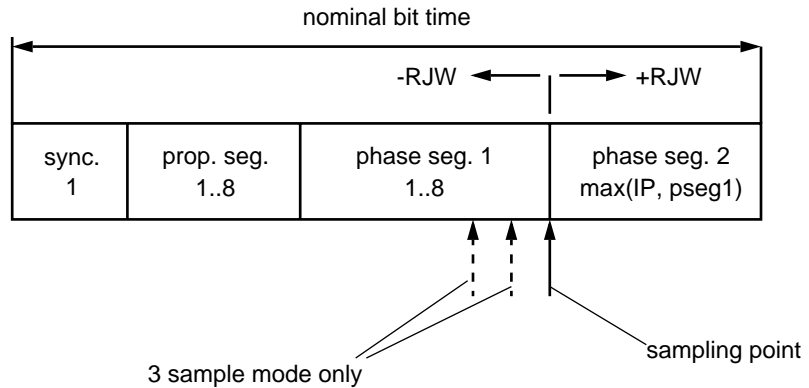 nominal bit time
-RJW
+RJW
sync.
1
prop. seg.
1..8
phase seg. 1
1..8
phase seg. 2
max(IP, pseg1)
3 sample mode only
sampling point